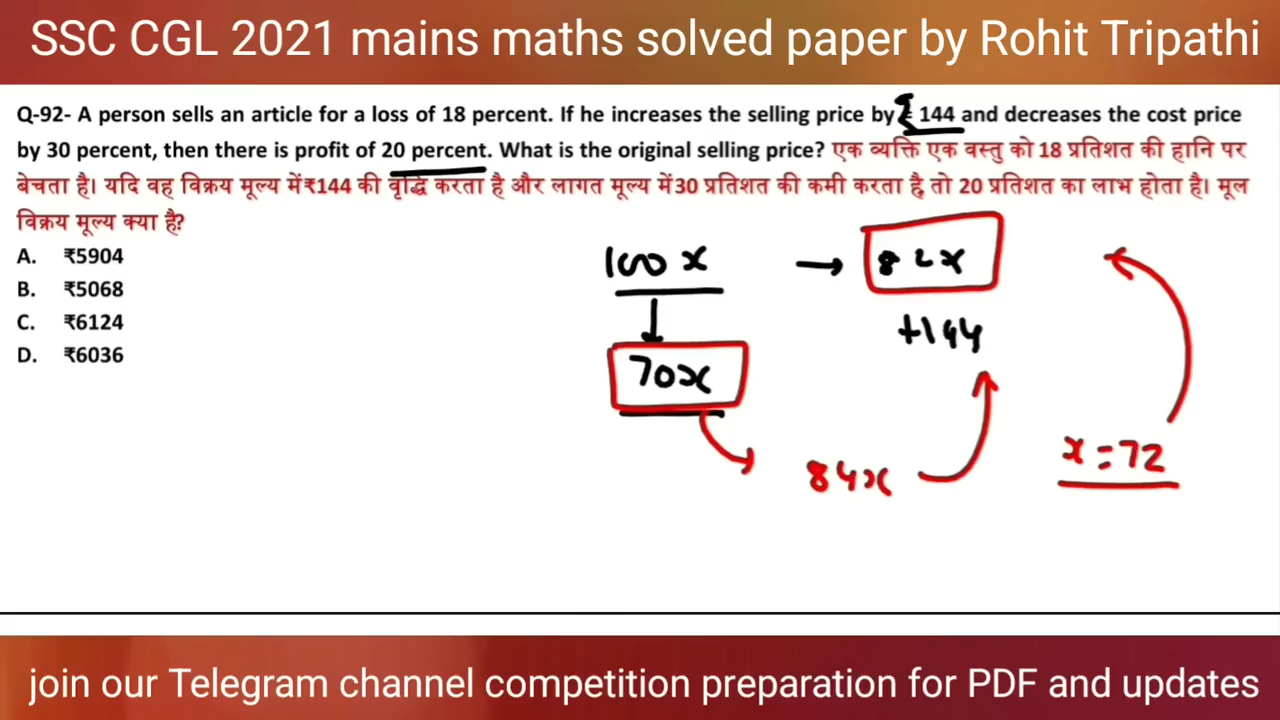 SSC CGL 2021 mains maths solved paper by Rohit Tripathi
Q-92- A person sells an article for a loss of 18 percent. If he increases the selling price by ₹ 144 and decreases the cost price
by 30 percent, then there is profit of 20 percent. What is the original selling price? एक व्यक्ति एक वस्तु को 18 प्रतिशत की हानि पर
बेचता है। यदि वह विक्रय मूल्य में ₹144 की वृद्धि करता है और लागत मूल्य में 30 प्रतिशत की कमी करता है, तो 20 प्रतिशत का लाभ होता है। मूल
विक्रय मूल्य क्या है?
A. ₹5904
B. ₹5068
C. ₹6124
D. ₹6036
100x → 82x
+144
70x
84x
x=72
join our Telegram channel competition preparation for PDF and updates